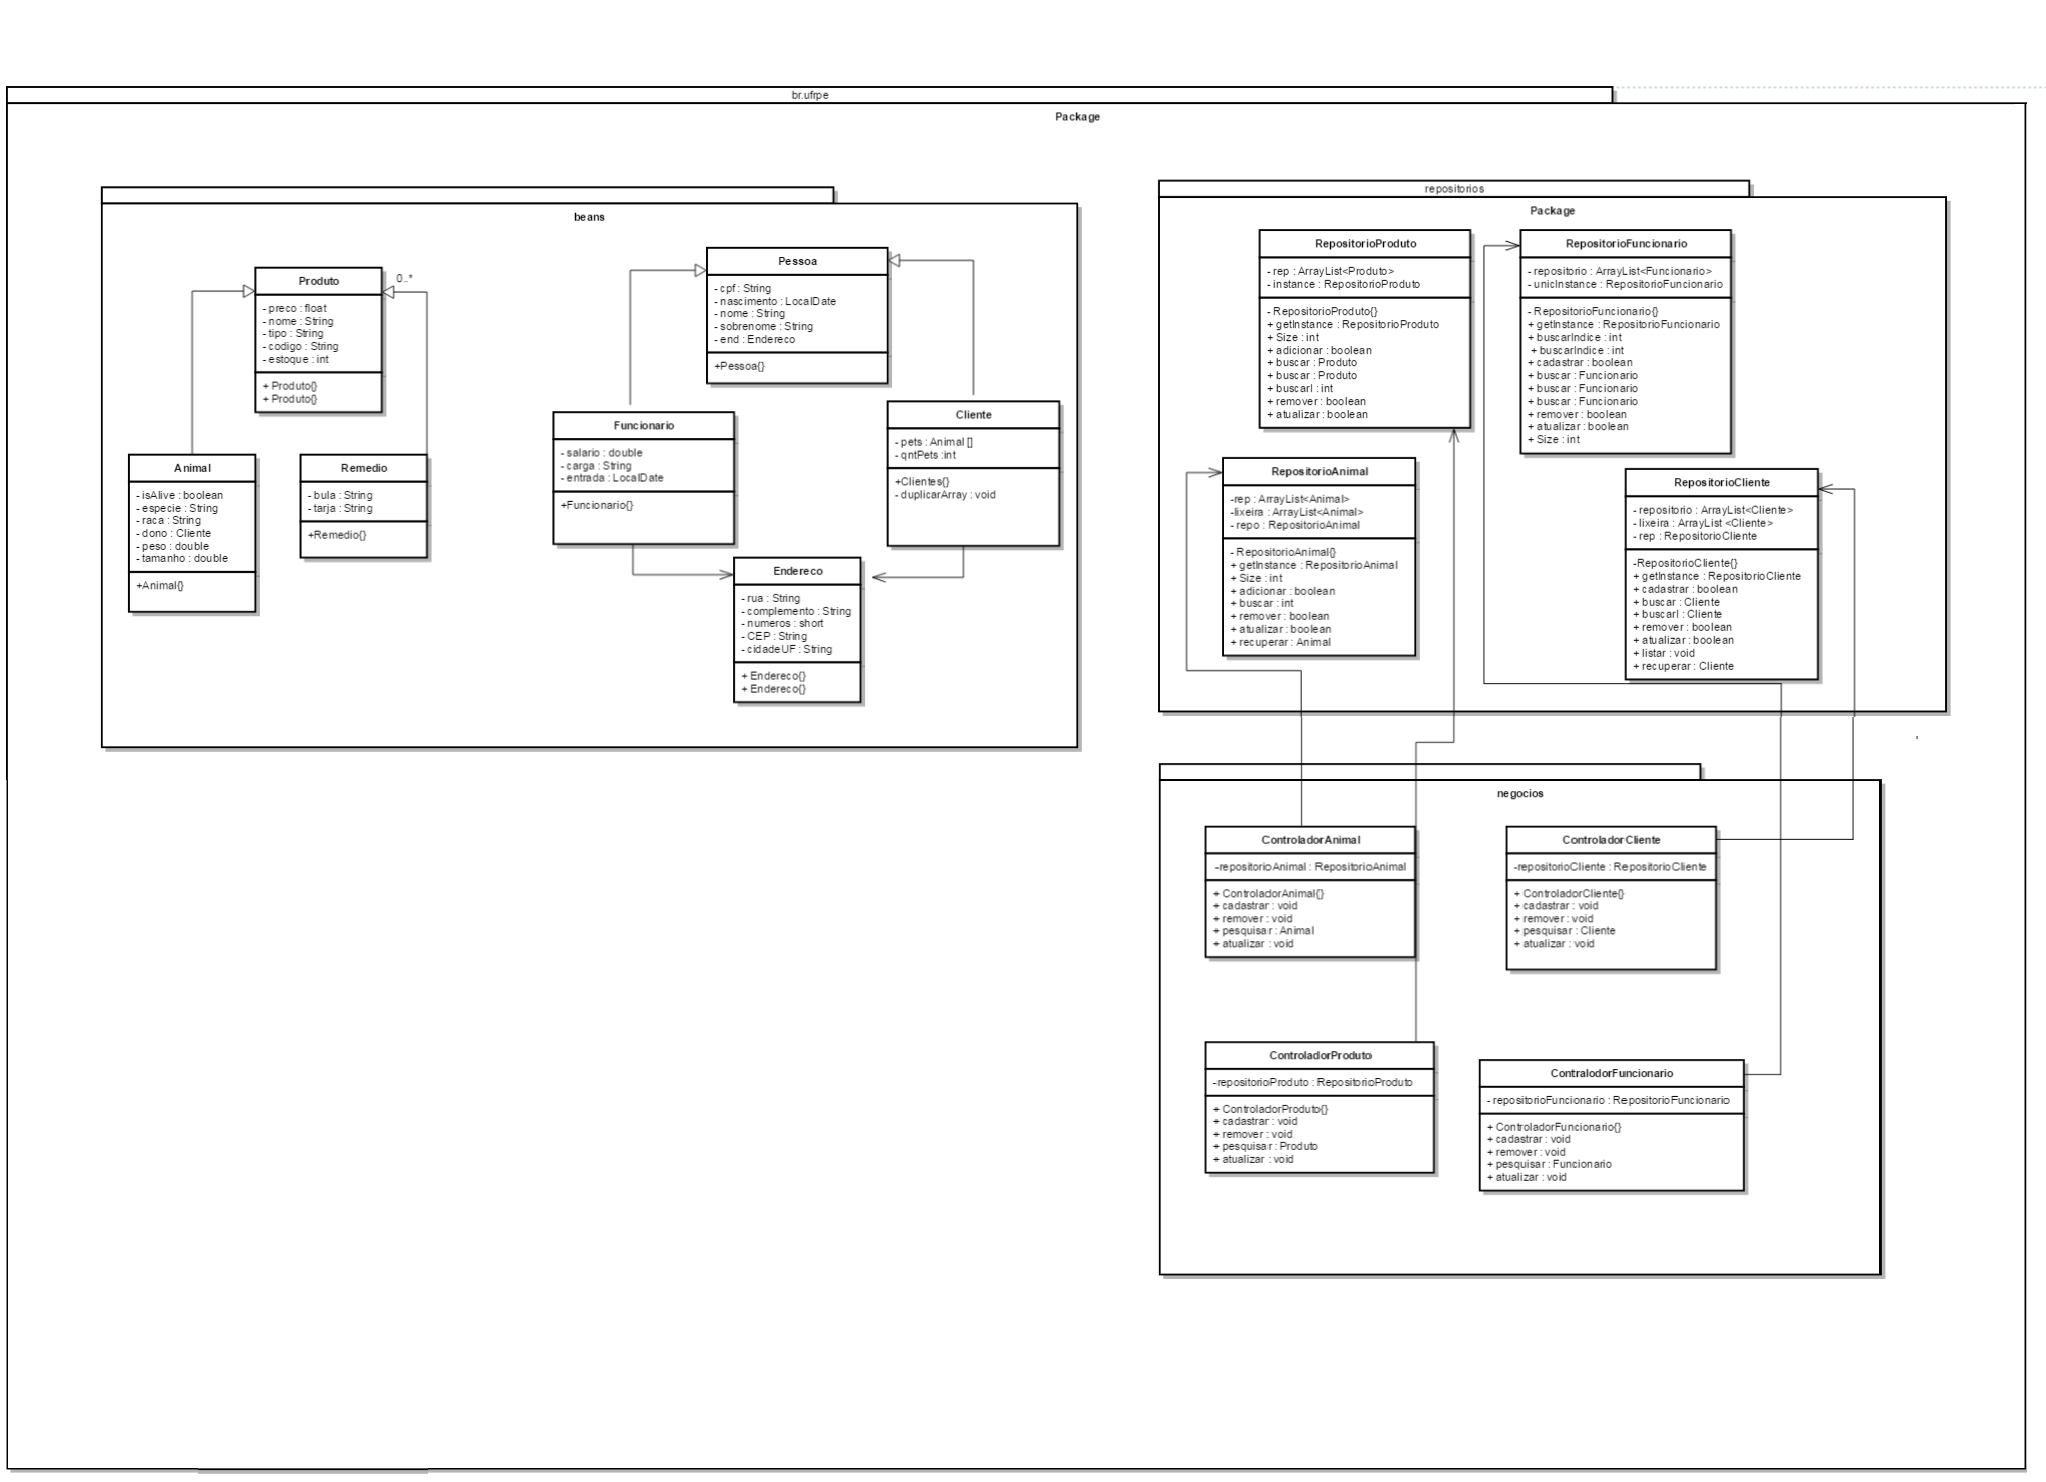 br.ufrpe
Package
beans
Produto
0..*
- preco : float
- nome : String
- tipo : String
- codigo : String
- estoque : int
+ Produto{}
+ Produto{}
Pessoa
- cpf : String
- nascimento : LocalDate
- nome : String
- sobrenome : String
- end : Endereco
+Pessoa{}
Animal
- isAlive : boolean
- especie : String
- raca : String
- dono : Cliente
- peso : double
- tamanho : double
+Animal{}
Remedio
- bula : String
- tarja : String
+Remedio{}
Funcionario
- salario : double
- carga : String
- entrada : LocalDate
+Funcionario{}
Cliente
- pets : Animal []
- qntPets :int
+Clientes{}
- duplicarArray : void
Endereco
- rua : String
- complemento : String
- numeros : short
- CEP : String
- cidadeUF : String
+ Endereco{}
+ Endereco{}
repositorios
Package
RepositorioProduto
- rep : ArrayList<Produto>
- instance : RepositorioProduto
- RepositorioProduto{}
+ getInstance : RepositorioProduto
+ Size : int
+ adicionar : boolean
+ buscar : Produto
+ buscar : Produto
+ buscarI : int
+ remover : boolean
+ atualizar : boolean
RepositorioFuncionario
- repositorio : ArrayList<Funcionario>
- unicInstance : RepositorioFuncionario
- RepositorioFuncionario{}
+ getInstance : RepositorioFuncionario
+ buscarIndice : int
+ buscarIndice : int
+ cadastrar : boolean
+ buscar : Funcionario
+ buscar : Funcionario
+ buscar : Funcionario
+ remover : boolean
+ atualizar : boolean
+ Size : int
RepositorioAnimal
-rep : ArrayList<Animal>
-lixeira : ArrayList<Animal>
- repo : RepositorioAnimal
- RepositorioAnimal{}
+ getInstance : RepositorioAnimal
+ Size : int
+ adicionar : boolean
+ buscar : int
+ remover : boolean
+ atualizar : boolean
+ recuperar : Animal
RepositorioCliente
- repositorio : ArrayList<Cliente>
- lixeira : ArrayList <Cliente>
- rep : RepositorioCliente
-RepositorioCliente{}
+ getInstance : RepositorioCliente
+ cadastrar : boolean
+ buscar : Cliente
+ buscarI : Cliente
+ remover : boolean
+ atualizar : boolean
+ listar : void
+ recuperar : Cliente
negocios
ControladorAnimal
-repositorioAnimal : RepositorioAnimal
+ ControladorAnimal{}
+ cadastrar : void
+ remover : void
+ pesquisar : Animal
+ atualizar : void
ControladorCliente
-repositorioCliente : RepositorioCliente
+ ControladorCliente{}
+ cadastrar : void
+ remover : void
+ pesquisar : Cliente
+ atualizar : void
ControladorProduto
-repositorioProduto : RepositorioProduto
+ ControladorProduto{}
+ cadastrar : void
+ remover : void
+ pesquisar : Produto
+ atualizar : void
ContralodorFuncionario
- repositorioFuncionario : RepositorioFuncionario
+ ControladorFuncionario{}
+ cadastrar : void
+ remover : void
+ pesquisar : Funcionario
+ atualizar : void